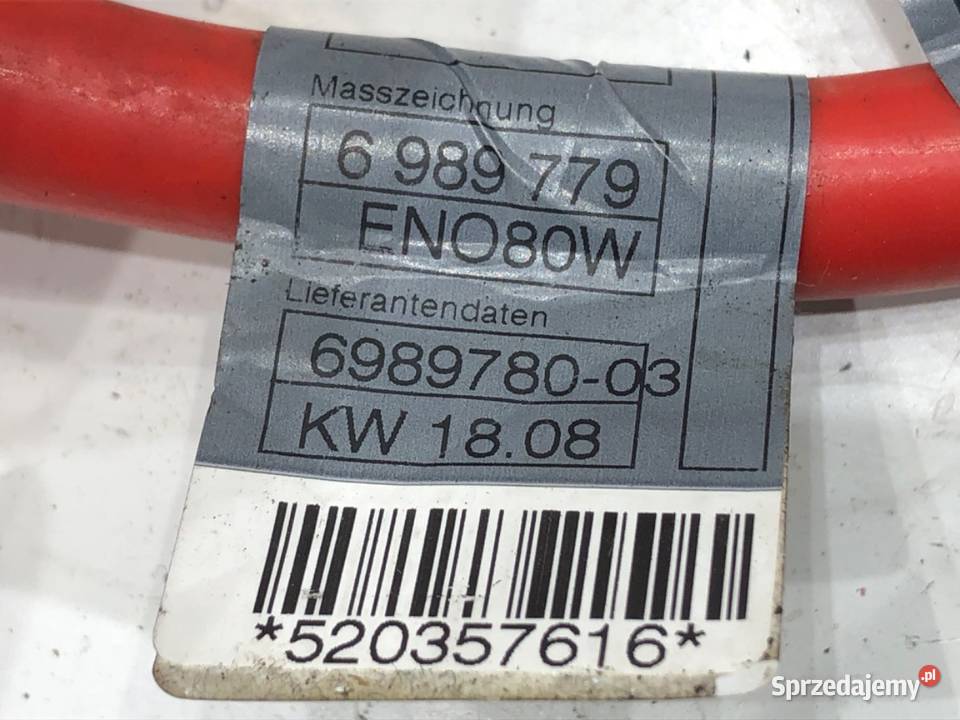 Masszeichnung
6 989 779
ENO80W
Lieferantendaten
6989780-03
KW 18.08
*520357616*
Sprzedajemy.pl